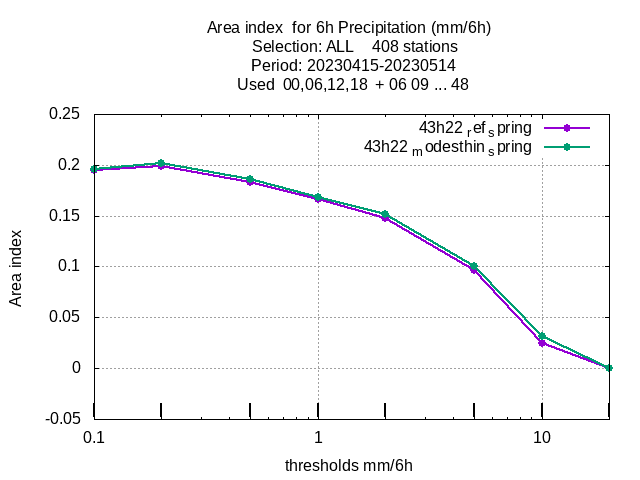 Area index  for 6h Precipitation (mm/6h)
Selection: ALL    408 stations
Period: 20230415-20230514
Used  00,06,12,18  + 06 09 ... 48
43h22 ref spring
43h22 modesthin spring
0.25
0.2
0.15
0.1
0.05
0
-0.05
Area index
0.1 1 10
thresholds mm/6h